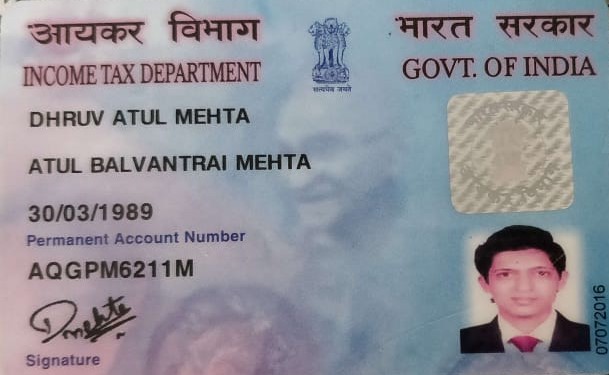 आयकर विभाग
INCOME TAX DEPARTMENT
सत्यमेव जयते
भारत सरकार
GOVT. OF INDIA
DHRUV ATUL MEHTA
ATUL BALVANTRAI MEHTA
30/03/1989
Permanent Account Number
AQGPM6211M
Dmehta
Signature
07072016